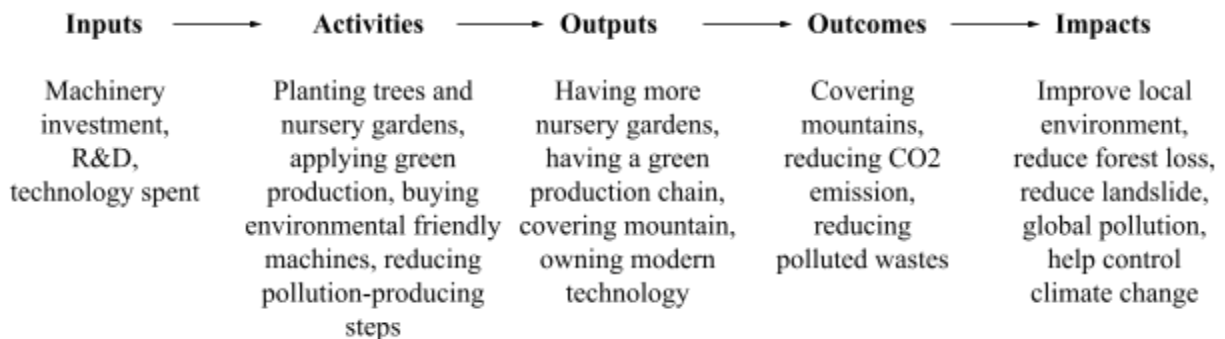 Inputs Activities Outputs Outcomes Impacts
Machinery
investment,
R&D,
technology spent
Planting trees and
nursery gardens,
applying green
production, buying
environmental friendly
machines, reducing
pollution-producing
steps
Having more
nursery gardens,
having a green
production chain,
covering mountain,
owning modern
technology
Covering
mountains,
reducing CO2
emission,
reducing
polluted wastes
Improve local
environment,
reduce forest loss,
reduce landslide,
global pollution,
help control
climate change